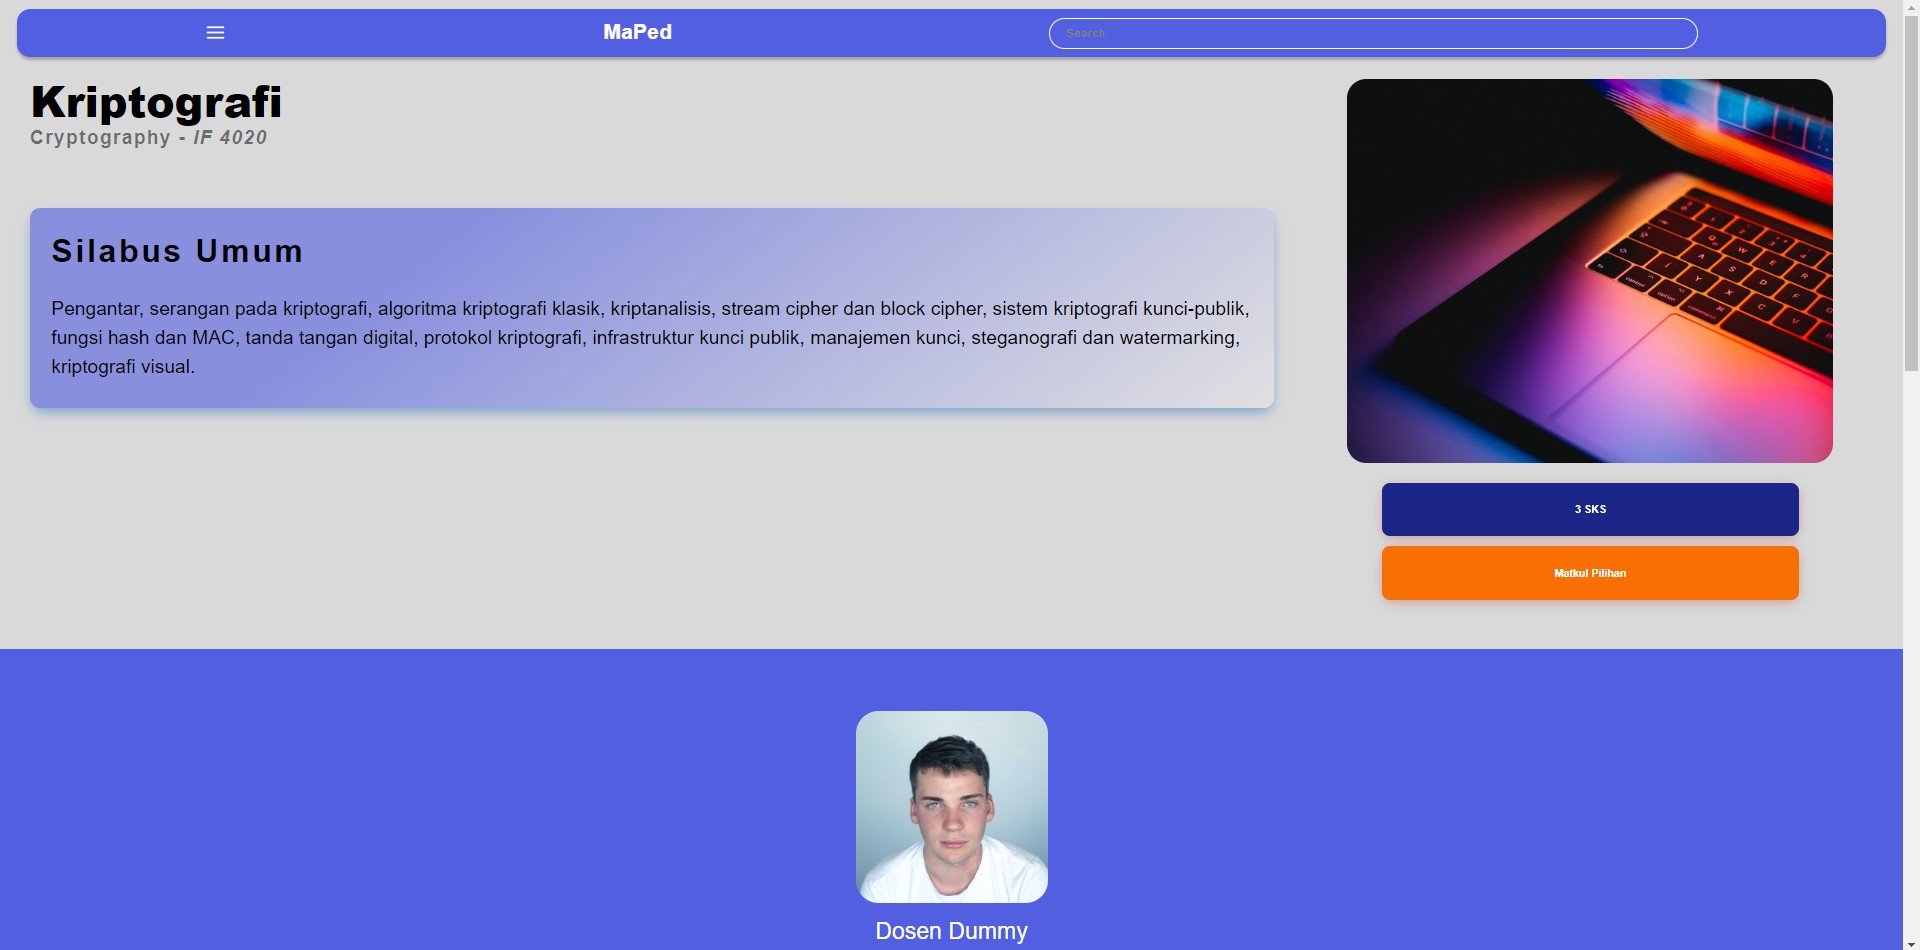 MaPed
Search
Kriptografi
Cryptography - IF 4020
Silabus Umum
Pengantar, serangan pada kriptografi, algoritma kriptografi klasik, kriptanalisis, stream cipher dan block cipher, sistem kriptografi kunci-publik,
fungsi hash dan MAC, tanda tangan digital, protokol kriptografi, infrastruktur kunci publik, manajemen kunci, steganografi dan watermarking,
kriptografi visual.
3 SKS
Matkul Pilihan
Dosen Dummy